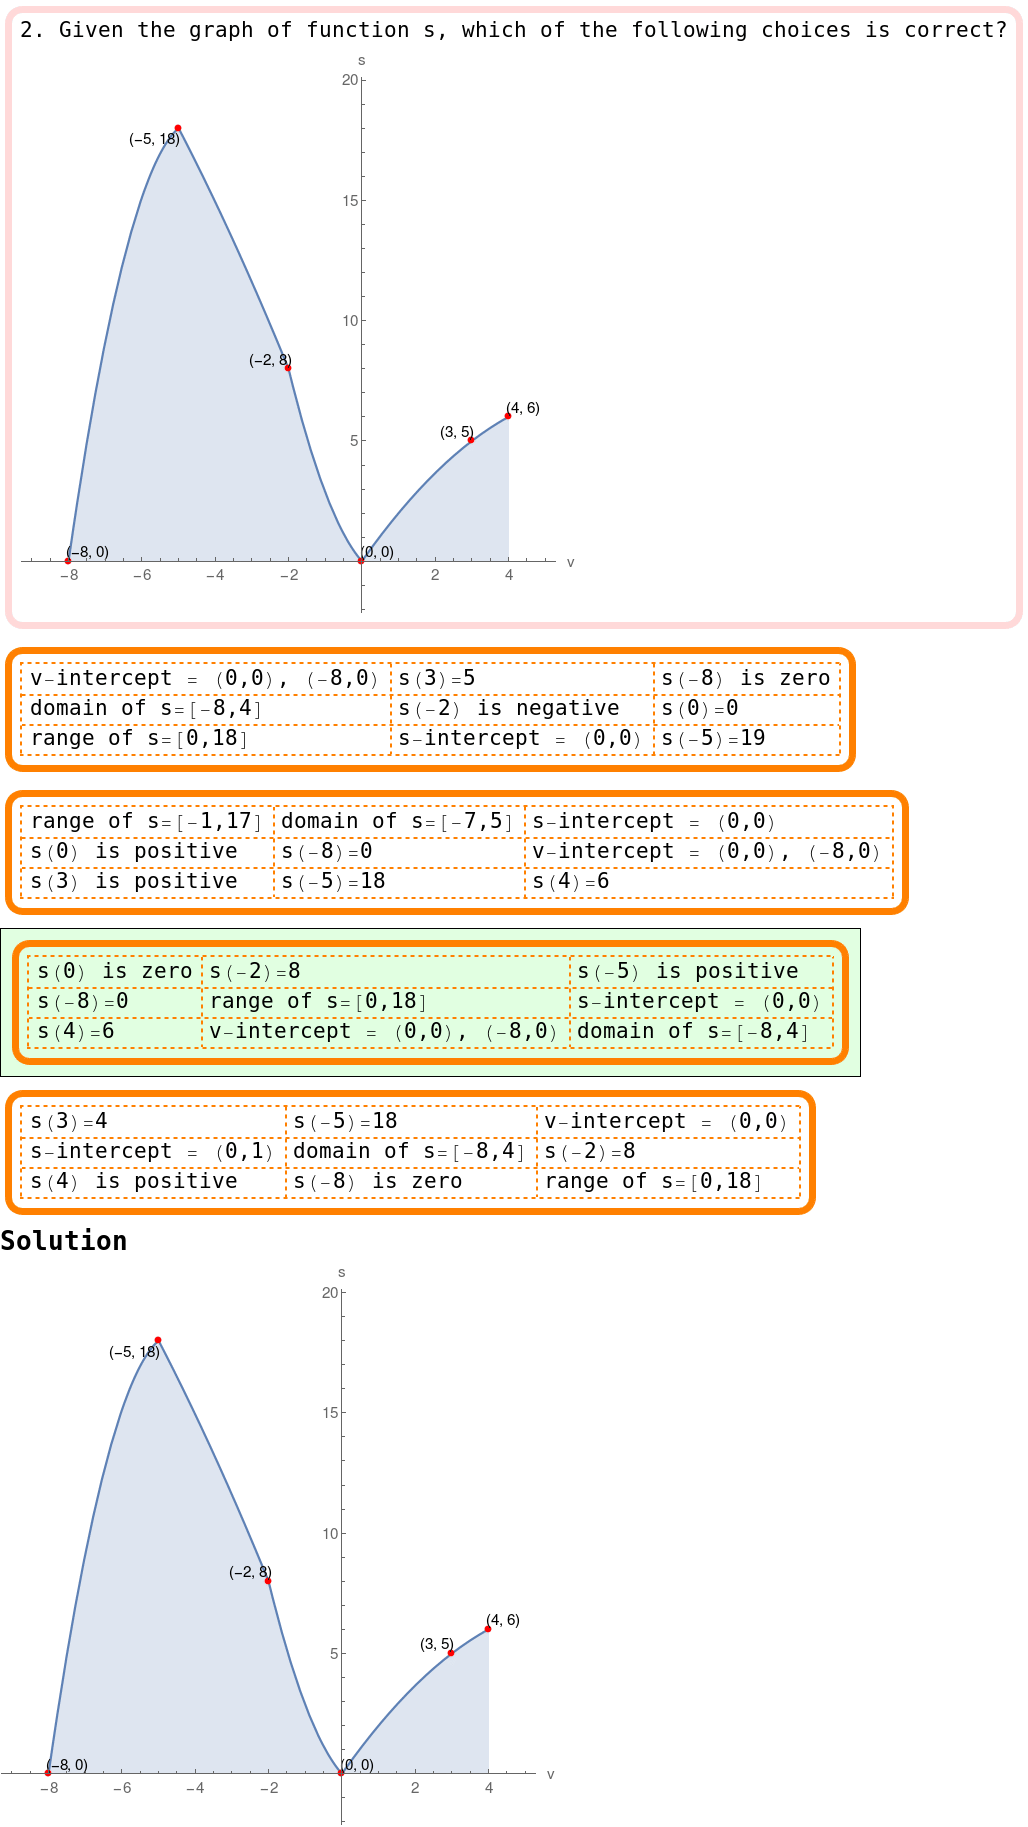 2. Given the graph of function s, which of the following choices is correct?
s
20
(−5, 18)
15
10
(−2, 8)
(4, 6)
(3, 5)
5
(−8, 0) (0, 0)
v
−8 −6 −4 −2 2 4
v-intercept = (0,0), (-8,0) s(3)=5 s(-8) is zero
domain of s=[-8,4] s(-2) is negative s(0)=0
range of s=[0,18] s-intercept = (0,0) s(-5)=19
range of s=[-1,17] domain of s=[-7,5] s-intercept = (0,0)
s(0) is positive s(-8)=0 v-intercept = (0,0), (-8,0)
s(3) is positive s(-5)=18 s(4)=6
s(0) is zero s(-2)=8 s(-5) is positive
s(-8)=0 range of s=[0,18] s-intercept = (0,0)
s(4)=6 v-intercept = (0,0), (-8,0) domain of s=[-8,4]
s(3)=4 s(-5)=18 v-intercept = (0,0)
s-intercept = (0,1) domain of s=[-8,4] s(-2)=8
s(4) is positive s(-8) is zero range of s=[0,18]
Solution
s
20
(−5, 18)
15
10
(−2, 8)
(4, 6)
(3, 5)
5
(−8, 0) (0, 0)
v
−8 −6 −4 −2 2 4